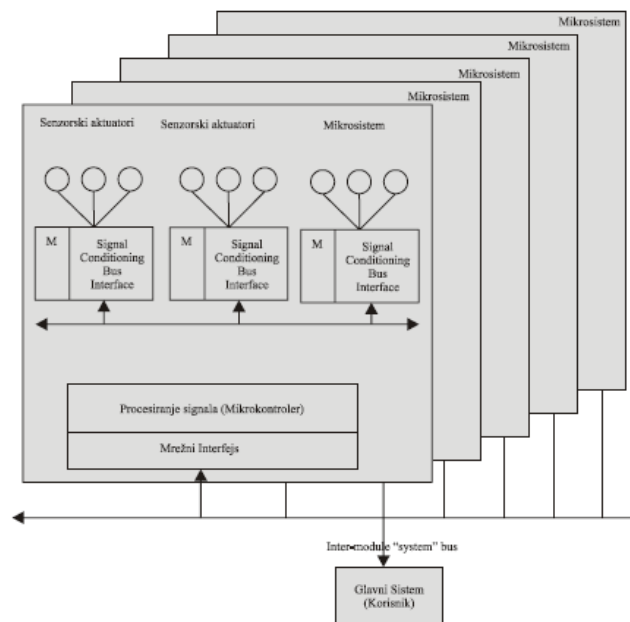 Mikrosistem
Mikrosistem
Mikrosistem
Mikrosistem
Senzorski aktuatori
Senzorski aktuatori
Mikrosistem
M
Signal
Conditioning
Bus
Interface
M
Signal
Conditioning
Bus
Interface
M
Signal
Conditioning
Bus
Interface
Procesiranje signala (Mikrokontroler)
Mrežni Interfejs
Inter-module “system” bus
Glavni Sistem
(Korisnik)